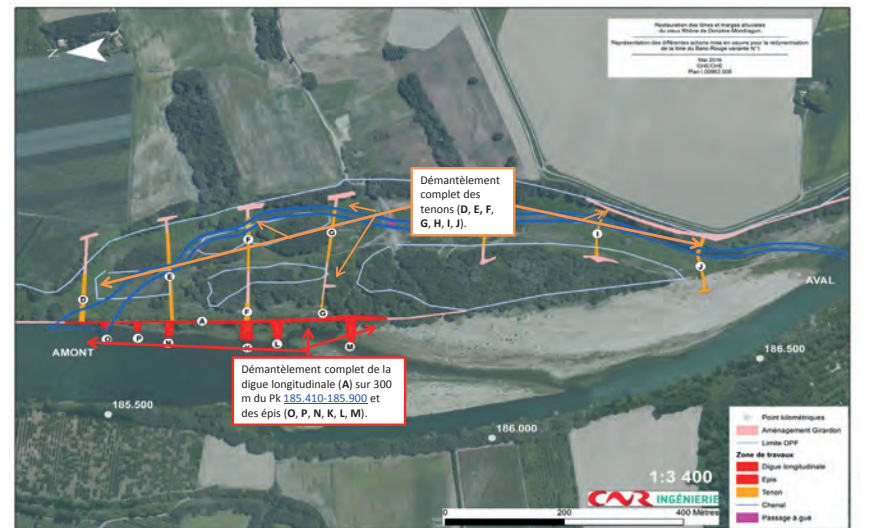 Restauration des lônes et marges alluviales
du vieux Rhône de Donzère-Mondragon
Représentation des différentes actions mise en oeuvre pour la redynamisation
de la lône du Banc-Rouge variante N°1
Mai 2016
CHE/CHE
Plan I.00963.008
Z
Démantèlement
complet des
tenons (D, E, F,
G, H, I, J).
F
G
I
E
J
D
F
G
A
AVAL
O
P
N
K
L
M
AMONT
Démantèlement complet de la
digue longitudinale (A) sur 300
m du Pk 185.410-185.900 et
des épis (O, P, N, K, L, M).
186.500
185.500
186.000
Point kilométriques
Aménagement Girardon
Limite DPF
Zone de travaux
Digue longitudinale
Epis
Tenon
Chenal
Passage à gué
1:3 400
CNR INGÉNIERIE
0 200 400 Mètres